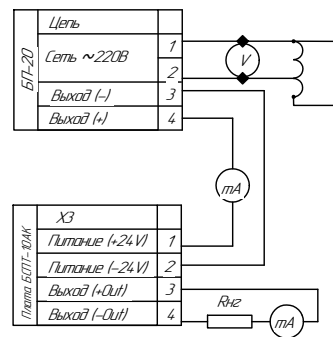 БП-20
Цепь
Сеть ~220В
1
2
Выход (-)
3
Выход (+)
4
V
mA
Плата БСПТ-10АК
X3
Питание (+24V)
1
Питание (-24V)
2
Выход (+Out)
3
Выход (-Out)
4
Rнг
mA